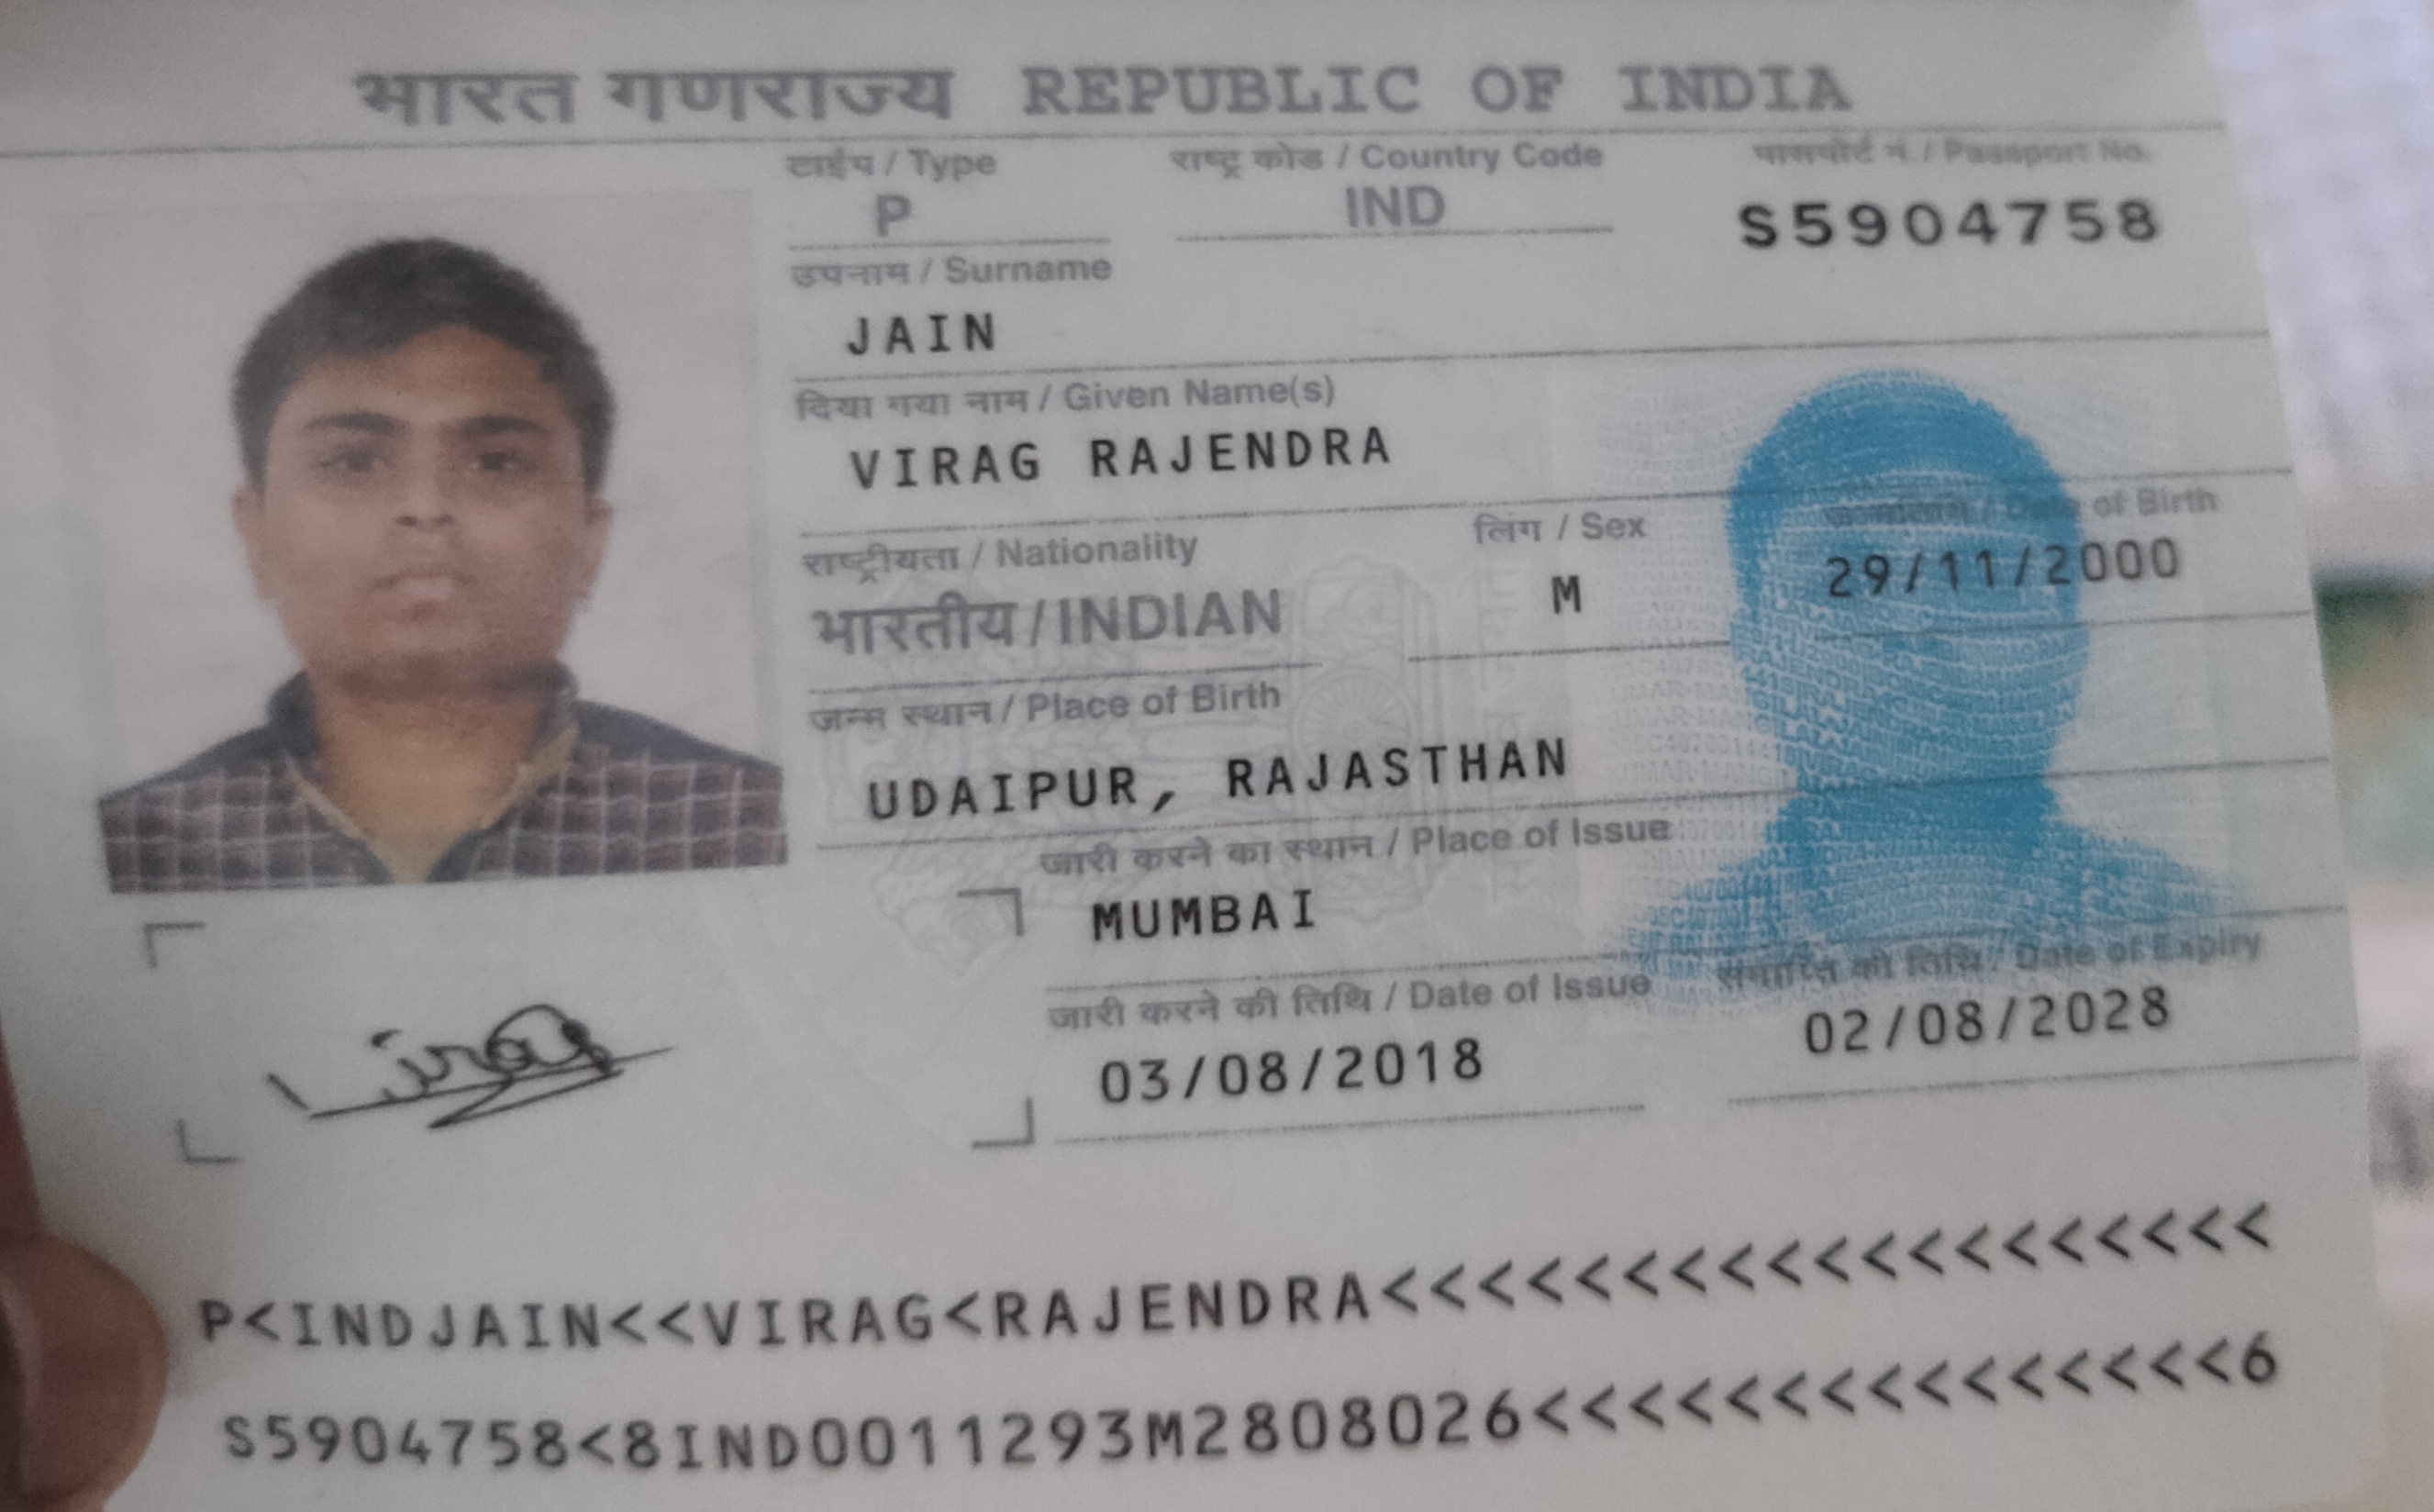 भारत गणराज्य REPUBLIC OF INDIA
टाईप / Type
राष्ट्र कोड / Country Code
पासपोर्ट नं. / Passport No.
P
IND
S5904758
उपनाम / Surname
JAIN
दिया गया नाम / Given Name(s)
VIRAG RAJENDRA
राष्ट्रीयता / Nationality
लिंग / Sex
/ Date of Birth
भारतीय / INDIAN
M
29/11/2000
जन्म स्थान / Place of Birth
UDAIPUR, RAJASTHAN
जारी करने का स्थान / Place of Issue
MUMBAI
जारी करने की तिथि / Date of Issue
समाप्ति की तिथि / Date of Expiry
03/08/2018
02/08/2028
Virag
P<INDJAIN<<VIRAG<RAJENDRA<<<<<<<<<<<<<<<<<<<
S5904758<8IND0011293M2808026<<<<<<<<<<<<<<<6